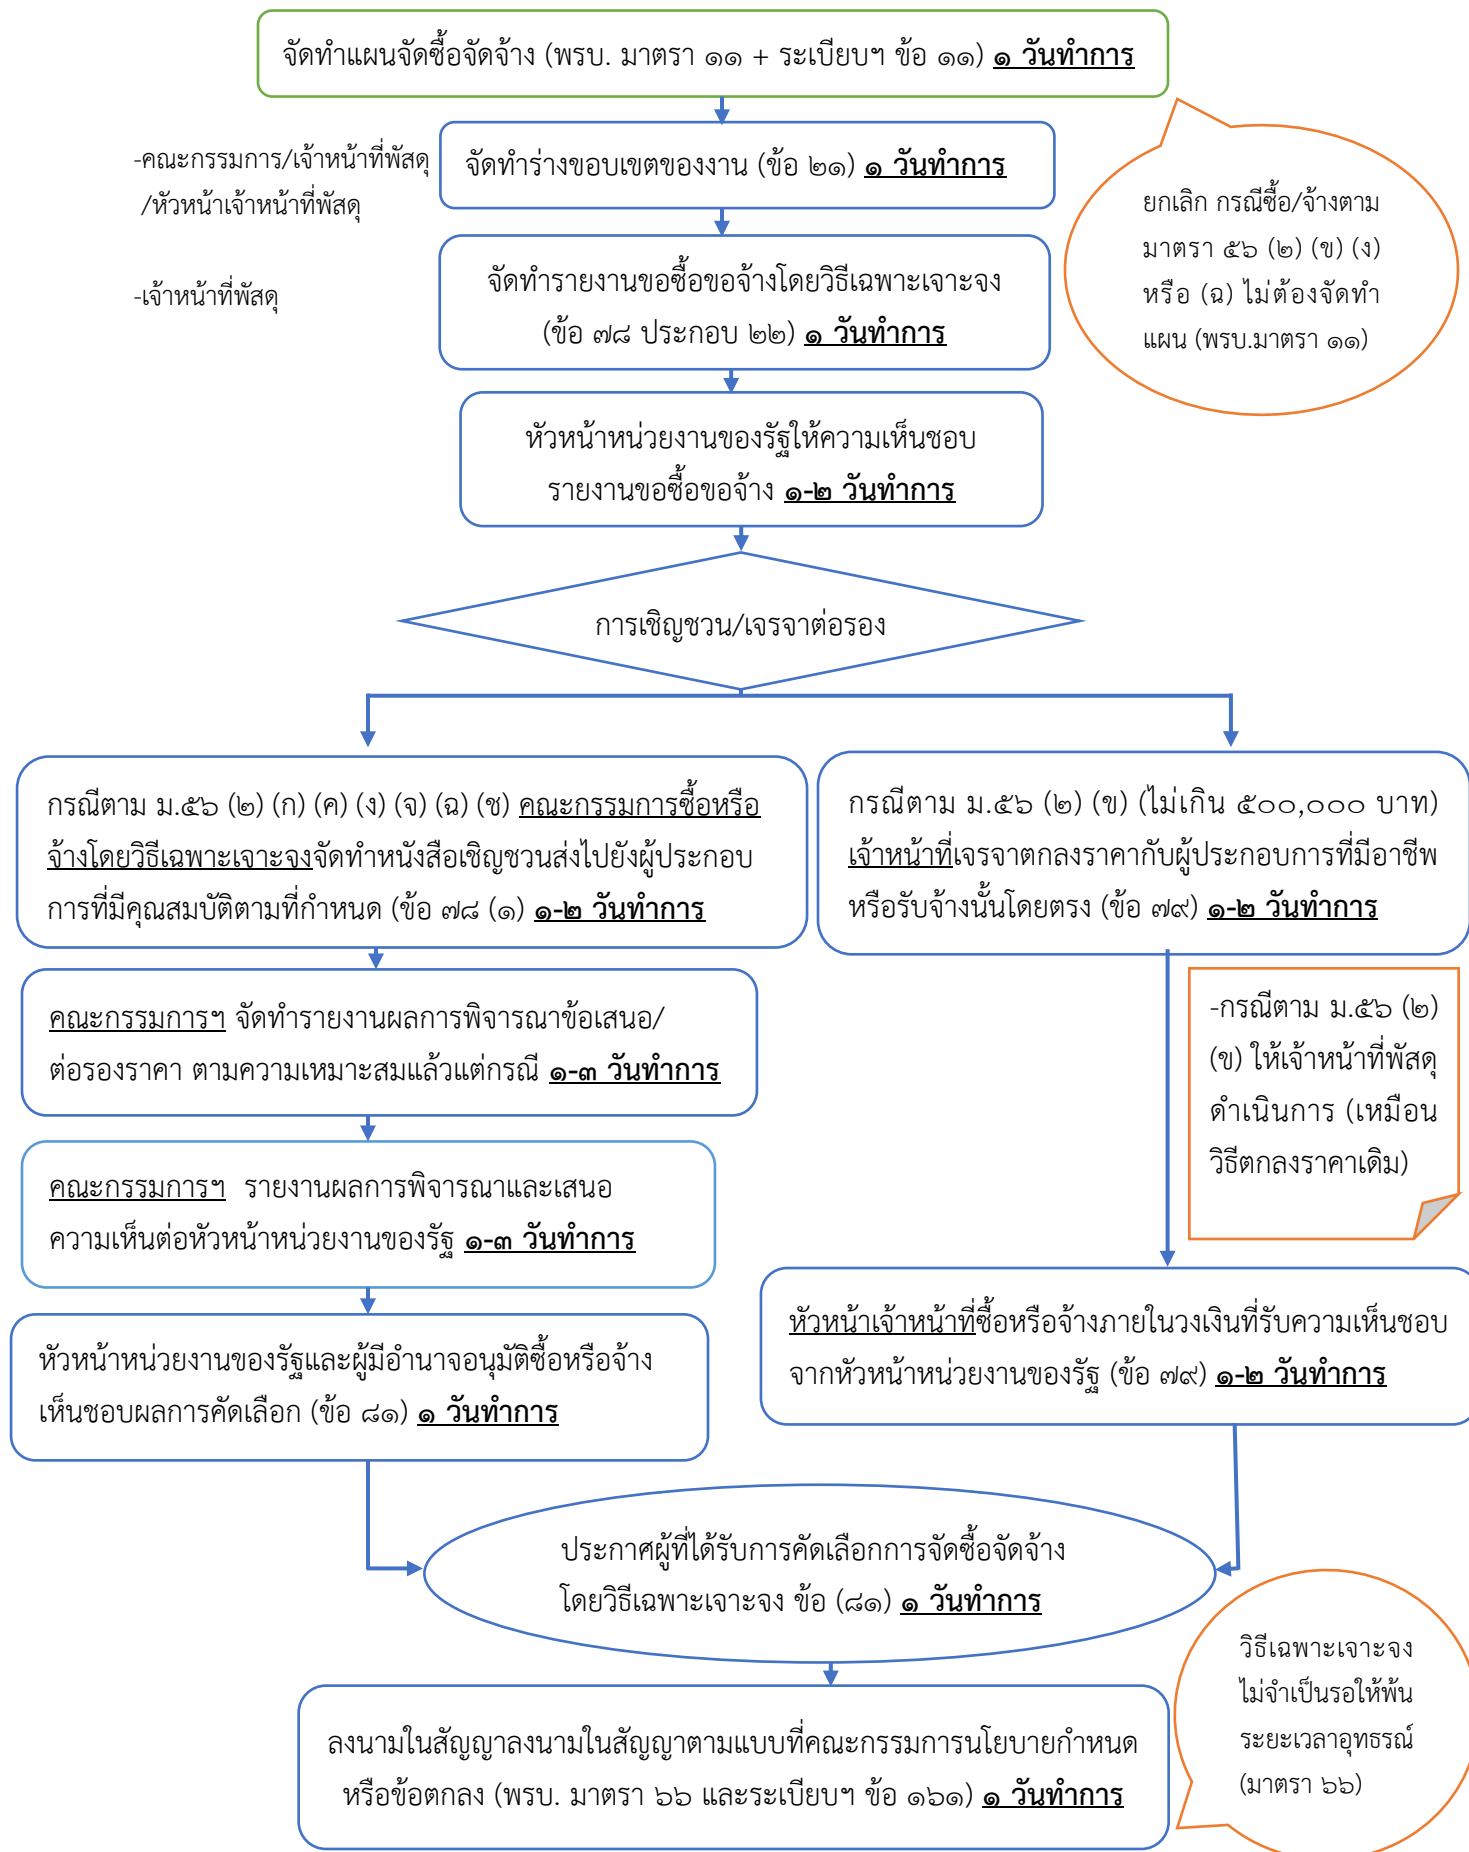 จัดทำแผนจัดซื้อจัดจ้าง (พรบ. มาตรา ๑๑ + ระเบียบฯ ข้อ ๑๑) ๑ วันทำการ
-คณะกรรมการ/เจ้าหน้าที่พัสดุ
/หัวหน้าเจ้าหน้าที่พัสดุ
จัดทำร่างขอบเขตของงาน (ข้อ ๒๑) ๑ วันทำการ
ยกเลิก กรณีซื้อ/จ้างตาม
มาตรา ๕๖ (๒) (ข) (ง)
หรือ (ฉ) ไม่ต้องจัดทำ
แผน (พรบ.มาตรา ๑๑)
-เจ้าหน้าที่พัสดุ
จัดทำรายงานขอซื้อขอจ้างโดยวิธีเฉพาะเจาะจง
(ข้อ ๗๘ ประกอบ ๒๒) ๑ วันทำการ
หัวหน้าหน่วยงานของรัฐให้ความเห็นชอบ
รายงานขอซื้อขอจ้าง ๑-๒ วันทำการ
การเชิญชวน/เจรจาต่อรอง
กรณีตาม ม.๕๖ (๒) (ก) (ค) (ง) (จ) (ฉ) (ช) คณะกรรมการซื้อหรือ
จ้างโดยวิธีเฉพาะเจาะจงจัดทำหนังสือเชิญชวนส่งไปยังผู้ประกอบ
การที่มีคุณสมบัติตามที่กำหนด (ข้อ ๗๘ (๑) ๑-๒ วันทำการ
กรณีตาม ม.๕๖ (๒) (ข) (ไม่เกิน ๕๐๐,๐๐๐ บาท)
เจ้าหน้าที่เจรจาตกลงราคากับผู้ประกอบการที่มีอาชีพ
หรือรับจ้างนั้นโดยตรง (ข้อ ๗๙) ๑-๒ วันทำการ
คณะกรรมการฯ จัดทำรายงานผลการพิจารณาข้อเสนอ/
ต่อรองราคา ตามความเหมาะสมแล้วแต่กรณี ๑-๓ วันทำการ
-กรณีตาม ม.๕๖ (๒)
(ข) ให้เจ้าหน้าที่พัสดุ
ดำเนินการ (เหมือน
วิธีตกลงราคาเดิม)
คณะกรรมการฯ รายงานผลการพิจารณาและเสนอ
ความเห็นต่อหัวหน้าหน่วยงานของรัฐ ๑-๓ วันทำการ
หัวหน้าหน่วยงานของรัฐและผู้มีอำนาจอนุมัติซื้อหรือจ้าง
เห็นชอบผลการคัดเลือก (ข้อ ๘๑) ๑ วันทำการ
หัวหน้าเจ้าหน้าที่ซื้อหรือจ้างภายในวงเงินที่รับความเห็นชอบ
จากหัวหน้าหน่วยงานของรัฐ (ข้อ ๗๙) ๑-๒ วันทำการ
ประกาศผู้ที่ได้รับการคัดเลือกการจัดซื้อจัดจ้าง
โดยวิธีเฉพาะเจาะจง ข้อ (๘๑) ๑ วันทำการ
วิธีเฉพาะเจาะจง
ไม่จำเป็นรอให้พ้น
ระยะเวลาอุทธรณ์
(มาตรา ๖๖)
ลงนามในสัญญาลงนามในสัญญาตามแบบที่คณะกรรมการนโยบายกำหนด
หรือข้อตกลง (พรบ. มาตรา ๖๖ และระเบียบฯ ข้อ ๑๖๑) ๑ วันทำการ